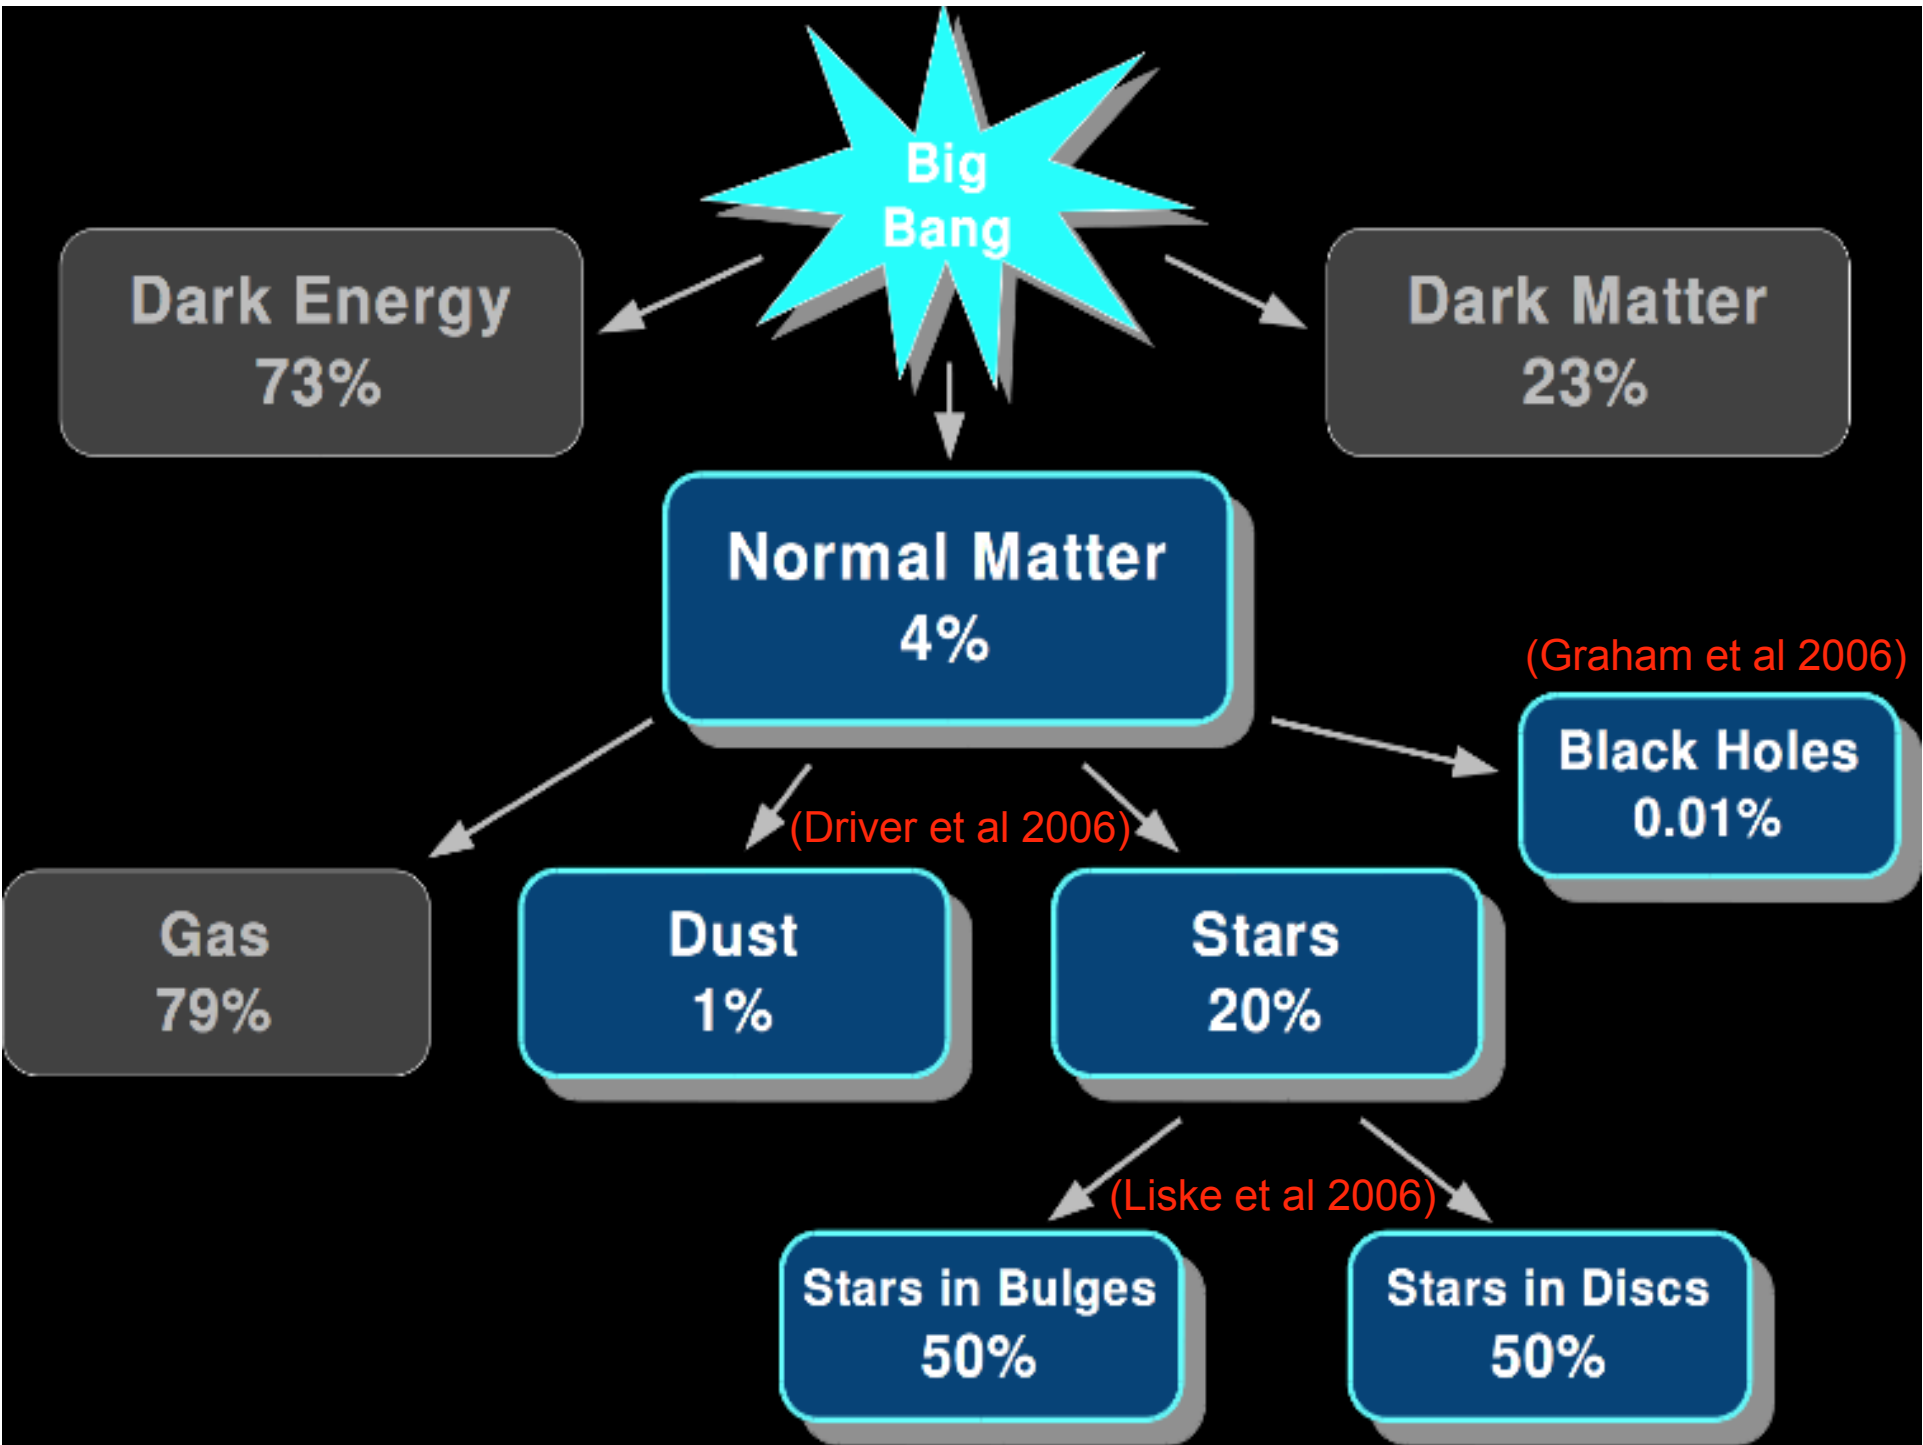 Big
Bang
Dark Energy
73%
Dark Matter
23%
Normal Matter
4%
(Graham et al 2006)
Black Holes
0.01%
(Driver et al 2006)
Gas
79%
Dust
1%
Stars
20%
(Liske et al 2006)
Stars in Bulges
50%
Stars in Discs
50%